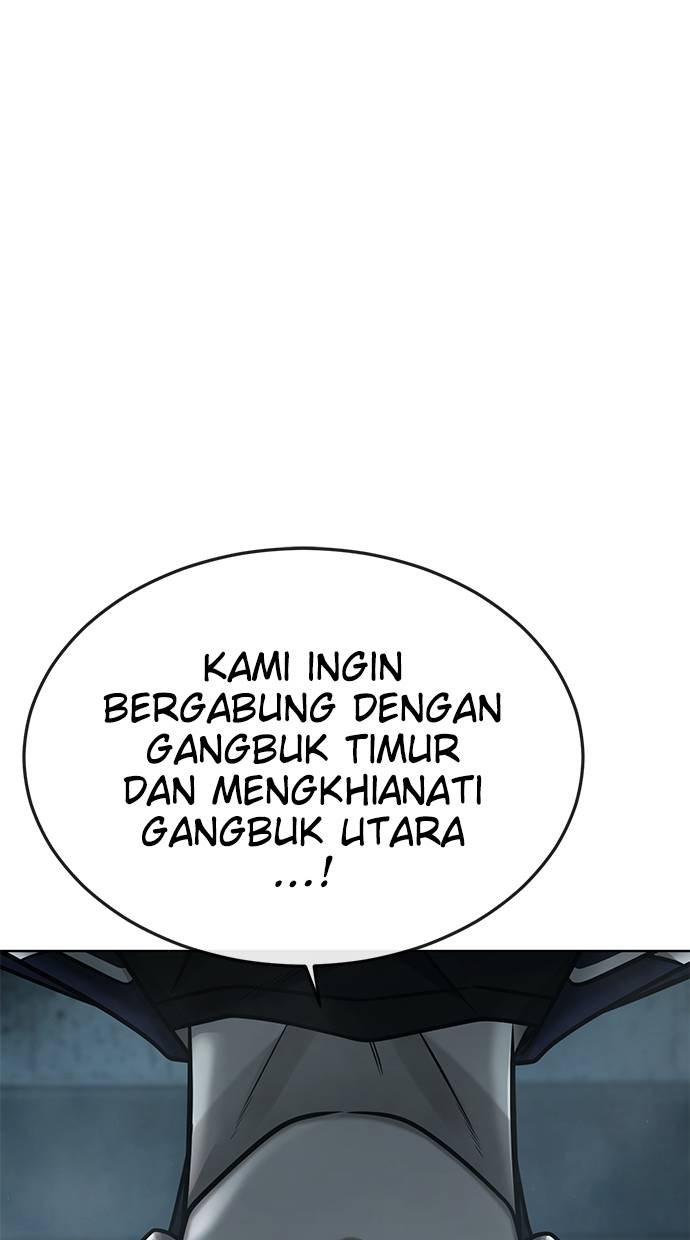 KAMI INGIN
BERGABUNG DENGAN
GANGBUK TIMUR
DAN MENGKHIANATI
GANGBUK UTARA
...!